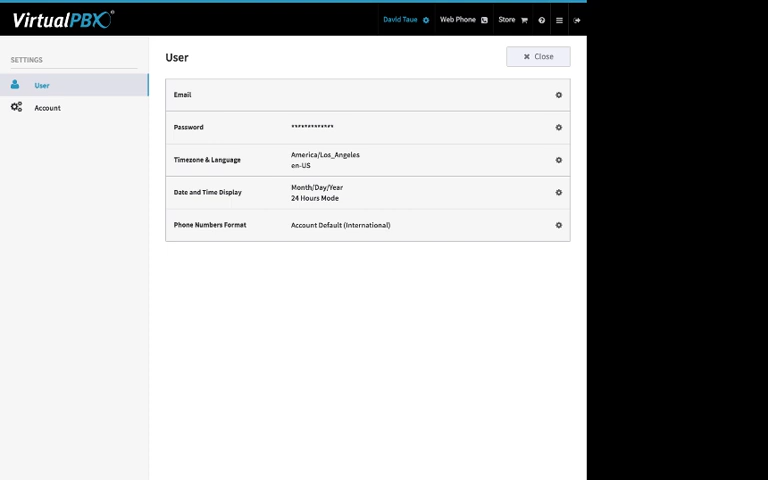 VirtualPBX®
David Taue
Web Phone
Store
SETTINGS
User
Account
User
Close
Email
Password
*************
Timezone & Language
America/Los_Angeles
en-US
Date and Time Display
Month/Day/Year
24 Hours Mode
Phone Numbers Format
Account Default (International)